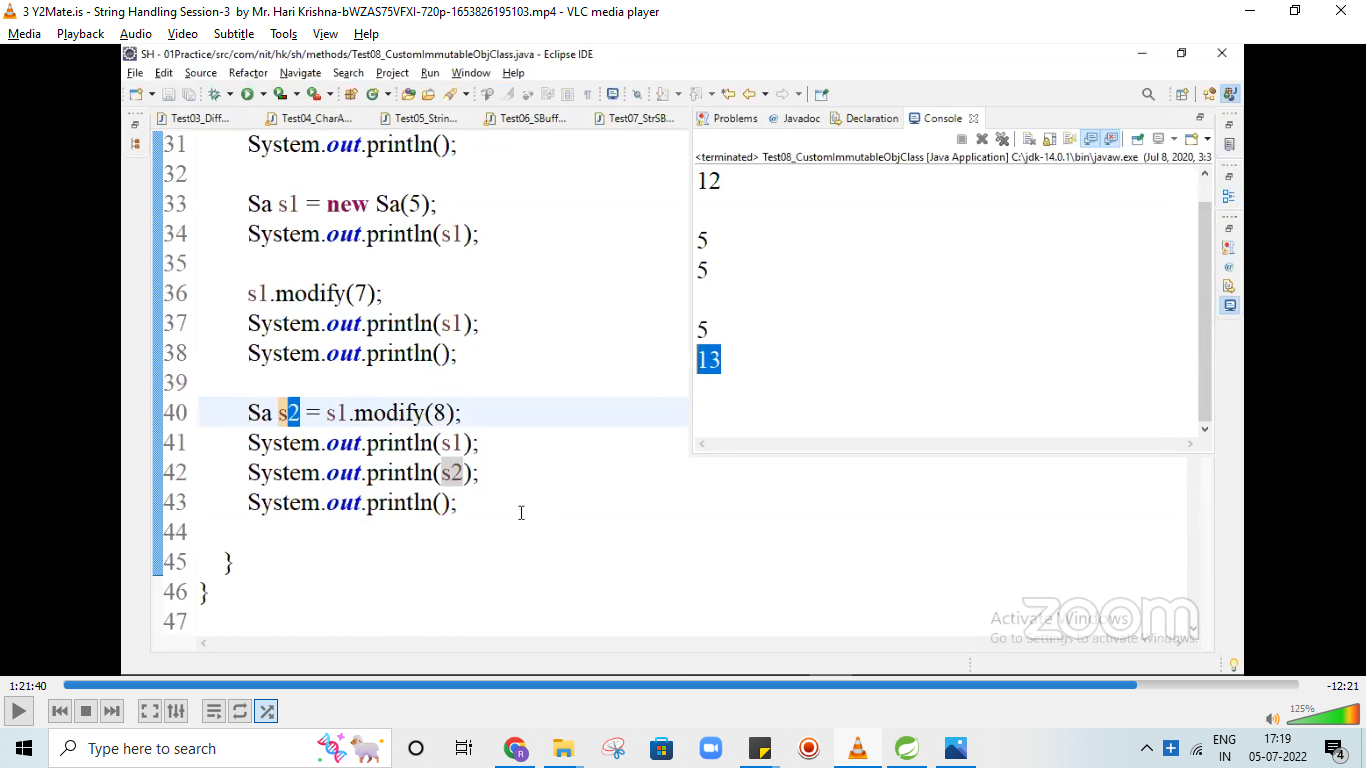 3 Y2Mate.is - String Handling Session-3 by Mr. Hari Krishna-bWZAS75VFXI-720p-1653826195103.mp4 - VLC media player
Media Playback Audio Video Subtitle Tools View Help
SH - 01Practice/src/com/nit/hk/sh/methods/Test08_CustomImmutableObjClass.java - Eclipse IDE
File Edit Source Refactor Navigate Search Project Run Window Help
Test03_Diff... Test04_CharA... Test05_Strin... Test06_SBuff... Test07_StrSB...
31 System.out.println();
32
33 Sa s1 = new Sa(5);
34 System.out.println(s1);
35
36 s1.modify(7);
37 System.out.println(s1);
38 System.out.println();
39
40 Sa s2 = s1.modify(8);
41 System.out.println(s1);
42 System.out.println(s2);
43 System.out.println();
44
45 }
46 }
47
Problems Javadoc Declaration Console
<terminated> Test08_CustomImmutableObjClass [Java Application] C:\jdk-14.0.1\bin\javaw.exe (Jul 8, 2020, 3:3
12
5
5
5
13
zoom
Activate Windows
Go to Settings to activate Windows.
1:21:40 -12:21
125%
Type here to search
ENG 17:19
IN 05-07-2022
4